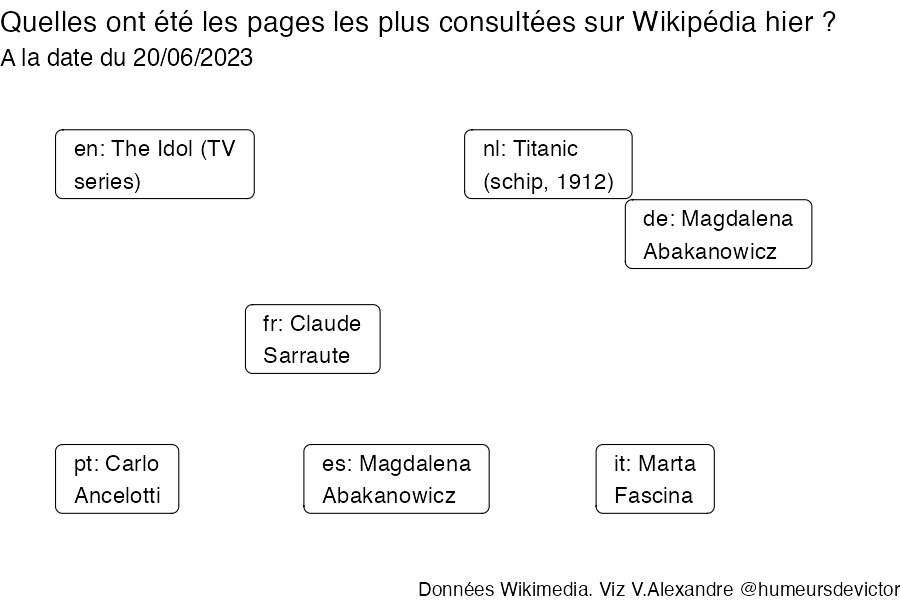 Quelles ont été les pages les plus consultées sur Wikipédia hier ?
A la date du 20/06/2023
en: The Idol (TV
series)
nl: Titanic
(schip, 1912)
de: Magdalena
Abakanowicz
fr: Claude
Sarraute
pt: Carlo
Ancelotti
es: Magdalena
Abakanowicz
it: Marta
Fascina
Données Wikimedia. Viz V.Alexandre @humeursdevictor